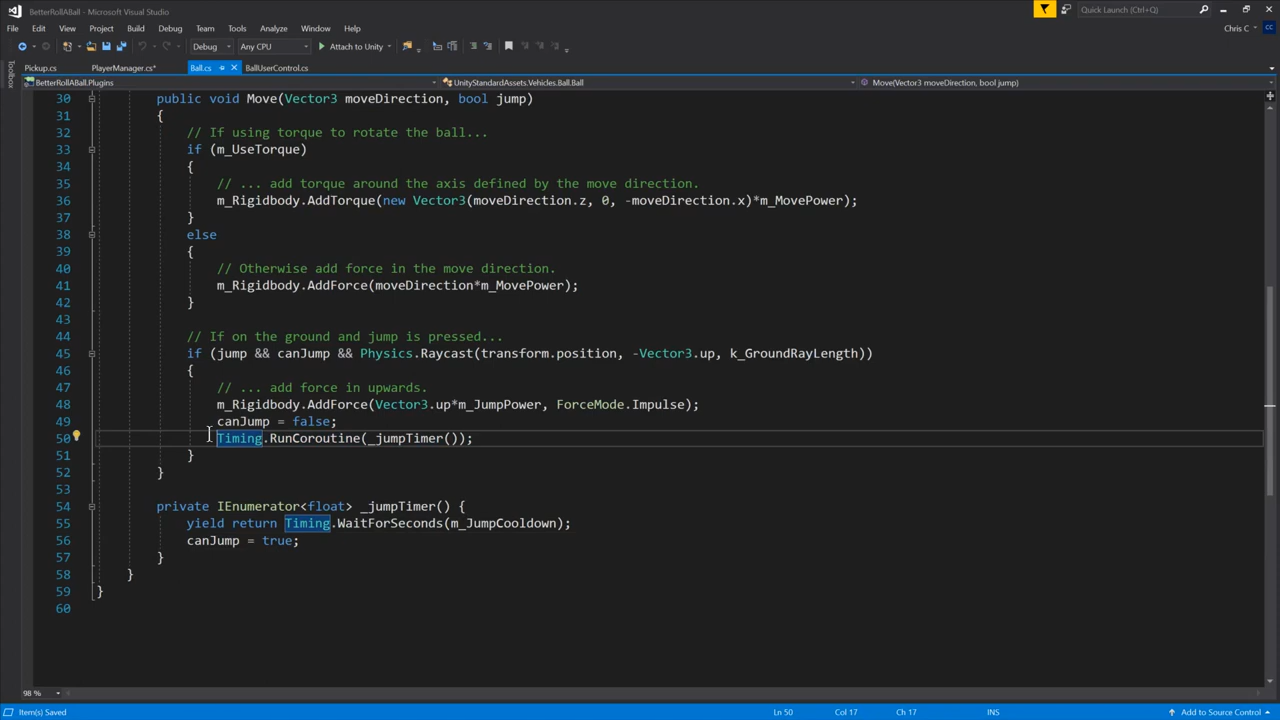 BetterRollABall - Microsoft Visual Studio
Quick Launch (Ctrl+Q)
File Edit View Project Build Debug Team Tools Test Analyze Window Help
Chris C CC
Debug Any CPU Attach to Unity
Pickup.cs PlayerManager.cs* Ball.cs BallUserControl.cs
Toolbox
BetterRollABall.Plugins UnityStandardAssets.Vehicles.Ball.Ball Move(Vector3 moveDirection, bool jump)
30 public void Move(Vector3 moveDirection, bool jump)
31 {
32 // If using torque to rotate the ball...
33 if (m_UseTorque)
34 {
35 // ... add torque around the axis defined by the move direction.
36 m_Rigidbody.AddTorque(new Vector3(moveDirection.z, 0, -moveDirection.x)*m_MovePower);
37 }
38 else
39 {
40 // Otherwise add force in the move direction.
41 m_Rigidbody.AddForce(moveDirection*m_MovePower);
42 }
43
44 // If on the ground and jump is pressed...
45 if (jump && canJump && Physics.Raycast(transform.position, -Vector3.up, k_GroundRayLength))
46 {
47 // ... add force in upwards.
48 m_Rigidbody.AddForce(Vector3.up*m_JumpPower, ForceMode.Impulse);
49 canJump = false;
50 Timing.RunCoroutine(_jumpTimer());
51 }
52 }
53
54 private IEnumerator<float> _jumpTimer() {
55 yield return Timing.WaitForSeconds(m_JumpCooldown);
56 canJump = true;
57 }
58 }
59 }
60
98 %
Item(s) Saved Ln 50 Col 17 Ch 17 INS Add to Source Control